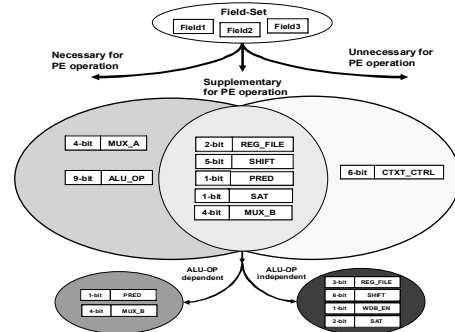 Field-Set
Field1 Field2 Field3
Necessary for
PE operation
Unnecessary for
PE operation
Supplementary
for PE operation
4-bit MUX_A
9-bit ALU_OP
2-bit REG_FILE
5-bit SHIFT
1-bit PRED
1-bit SAT
4-bit MUX_B
6-bit CTXT_CTRL
ALU-OP
dependent
ALU-OP
independent
1-bit PRED
4-bit MUX_B
3-bit REG_FILE
6-bit SHIFT
1-bit WDB_EN
2-bit SAT